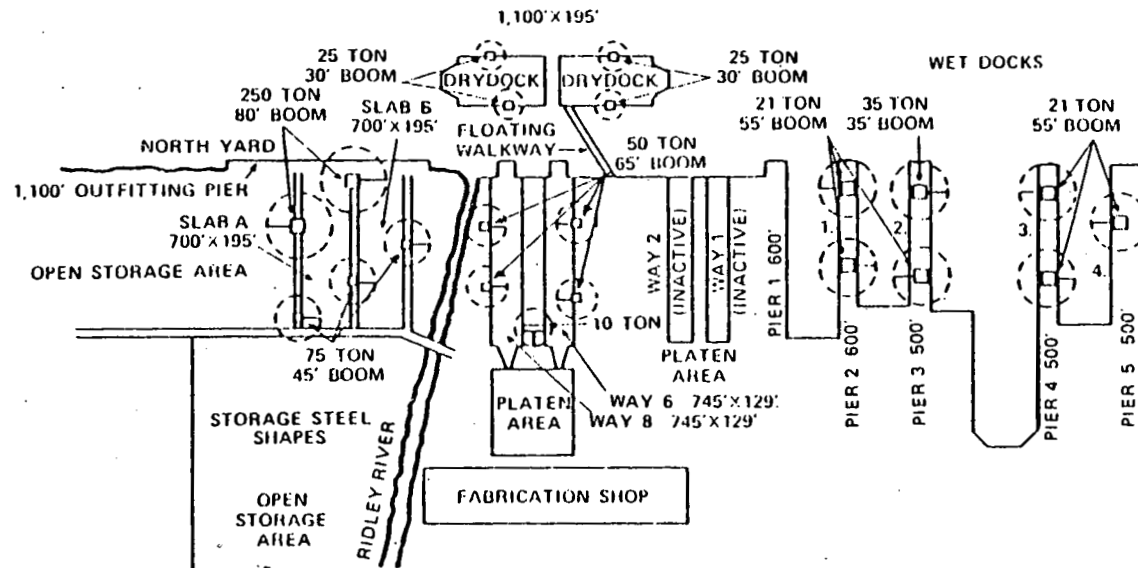 1,100' X 195'
25 TON
30' BOOM
DRYDOCK
DRYDOCK
25 TON
30' BOOM
WET DOCKS
250 TON
80' BOOM
SLAB B
700' X 195'
FLOATING
WALKWAY
50 TON
65' BOOM
21 TON
55' BOOM
35 TON
35' BOOM
21 TON
55' BOOM
NORTH YARD
1,100' OUTFITTING PIER
SLAB A
700' X 195'
OPEN STORAGE AREA
WAY 2
(INACTIVE)
WAY 1
(INACTIVE)
PIER 1 600'
1.
2.
3.
4.
10 TON
75 TON
45' BOOM
PLATEN
AREA
PIER 2 600'
PIER 3 500'
PIER 4 500'
PIER 5 500'
STORAGE STEEL
SHAPES
PLATEN
AREA
WAY 6 745' X 129'
WAY 8 745' X 129'
RIDLEY RIVER
FABRICATION SHOP
OPEN
STORAGE
AREA